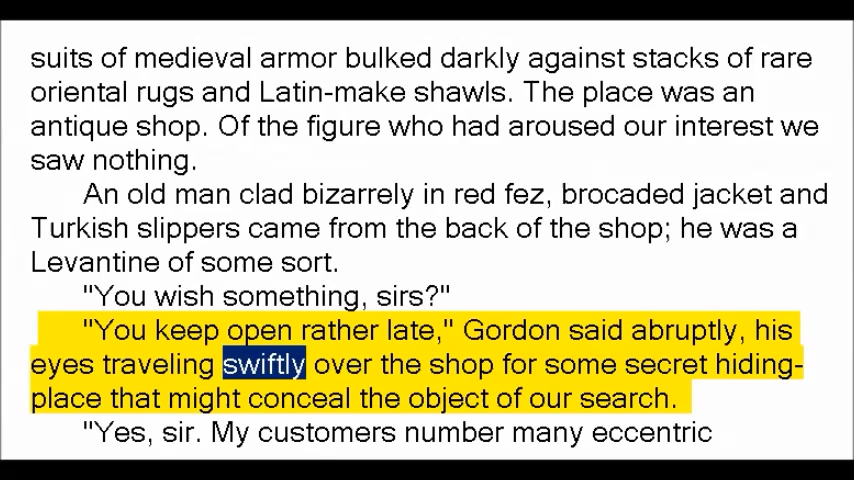 suits of medieval armor bulked darkly against stacks of rare
oriental rugs and Latin-make shawls. The place was an
antique shop. Of the figure who had aroused our interest we
saw nothing.
An old man clad bizarrely in red fez, brocaded jacket and
Turkish slippers came from the back of the shop; he was a
Levantine of some sort.
"You wish something, sirs?"
"You keep open rather late," Gordon said abruptly, his
eyes traveling swiftly over the shop for some secret hiding-
place that might conceal the object of our search.
"Yes, sir. My customers number many eccentric